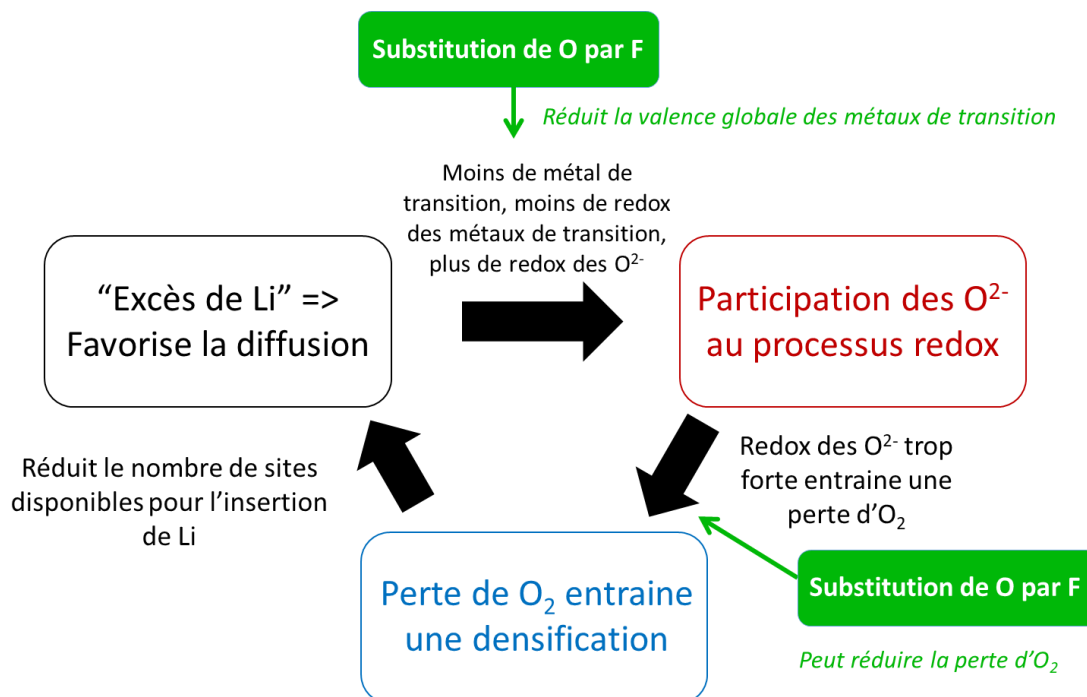 Substitution de O par F
Réduit la valence globale des métaux de transition
Moins de métal de
transition, moins de redox
des métaux de transition,
plus de redox des O²⁻
“Excès de Li” =>
Favorise la diffusion
Participation des O²⁻
au processus redox
Réduit le nombre de sites
disponibles pour l’insertion
de Li
Redox des O²⁻ trop
forte entraine une
perte d’O₂
Perte de O₂ entraine
une densification
Substitution de O par F
Peut réduire la perte d’O₂